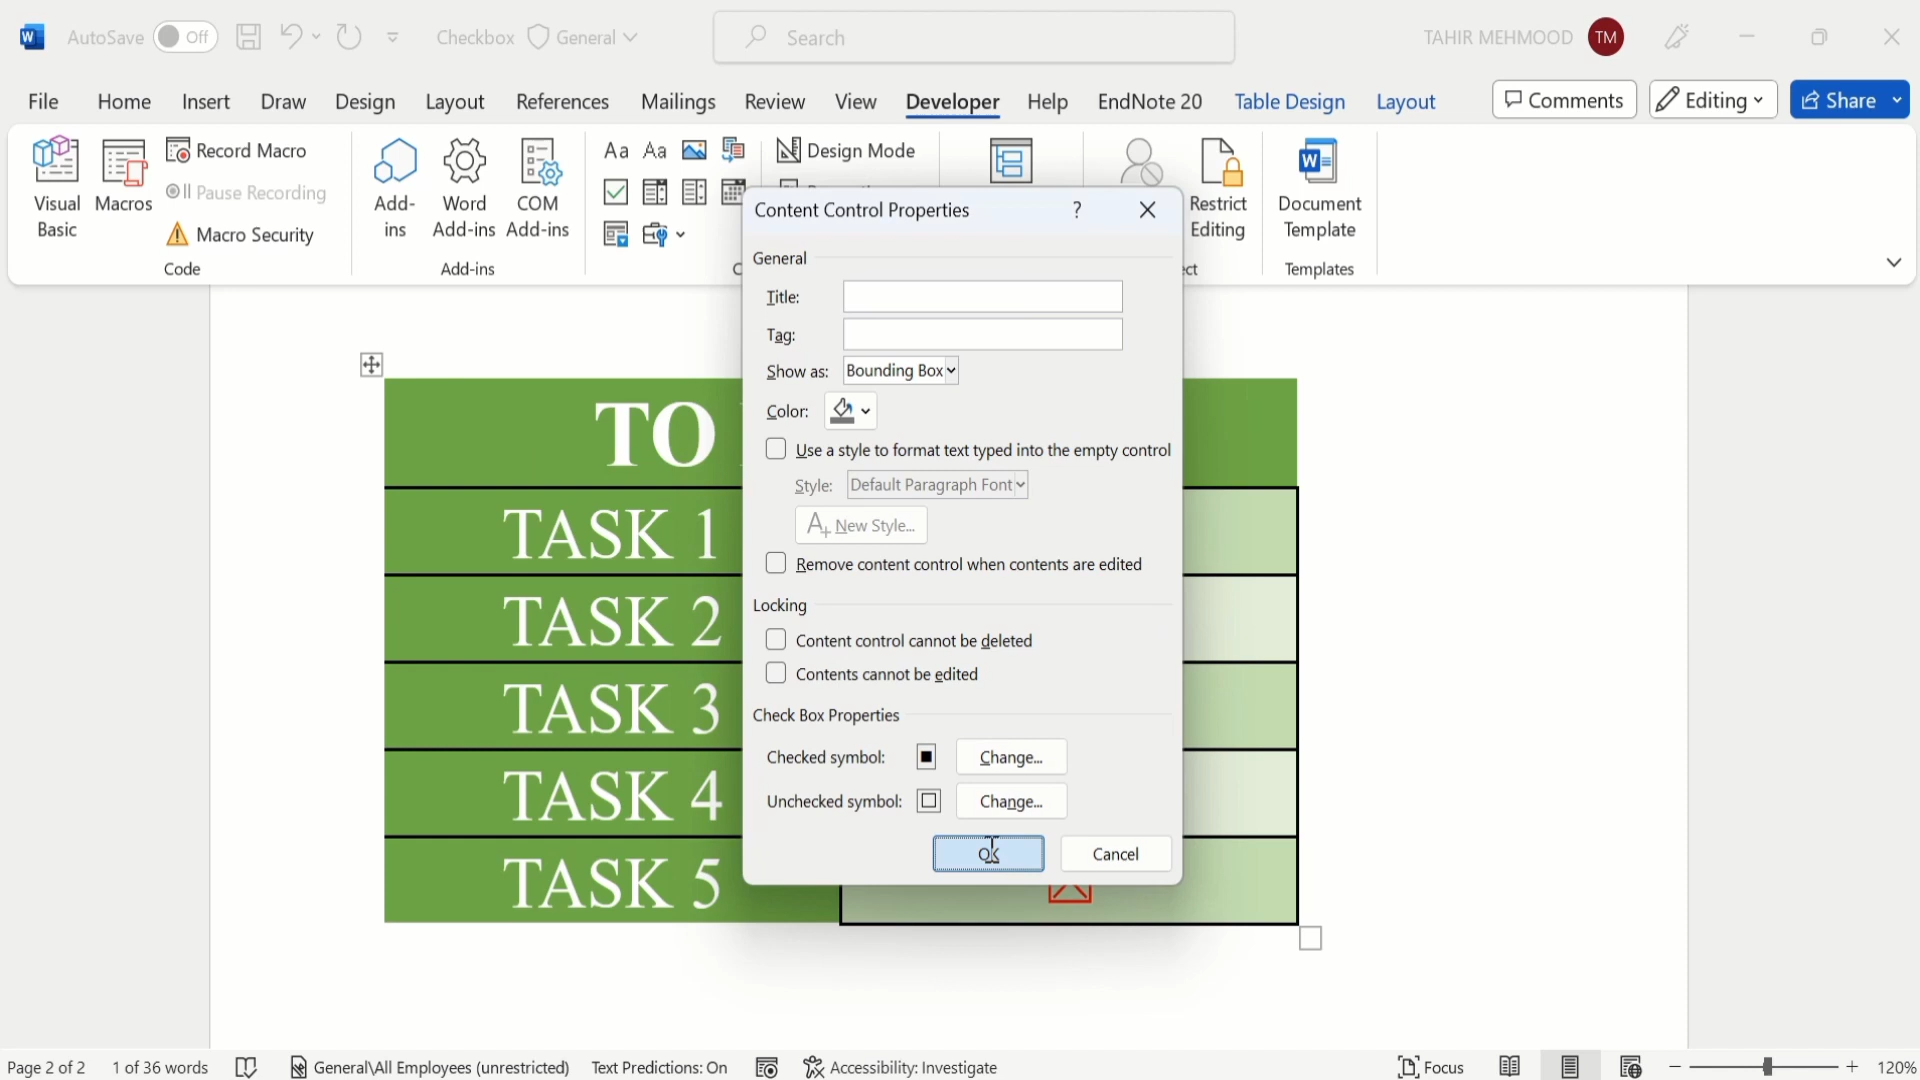 AutoSave Off Checkbox General Search TAHIR MEHMOOD TM
File Home Insert Draw Design Layout References Mailings Review View Developer Help EndNote 20 Table Design Layout Comments Editing Share
Visual Basic
Macros
Record Macro
Pause Recording
Macro Security
Code
Add-ins
Word Add-ins
COM Add-ins
Add-ins
Aa Aa
Design Mode
Restrict Editing
Document Template
Templates
Content Control Properties ?
General
Title:
Tag:
Show as: Bounding Box
Color:
Use a style to format text typed into the empty control
Style: Default Paragraph Font
A+ New Style...
Remove content control when contents are edited
Locking
Content control cannot be deleted
Contents cannot be edited
Check Box Properties
Checked symbol: Change...
Unchecked symbol: Change...
OK Cancel
TO
TASK 1
TASK 2
TASK 3
TASK 4
TASK 5
Page 2 of 2 1 of 36 words General\All Employees (unrestricted) Text Predictions: On Accessibility: Investigate Focus 120%